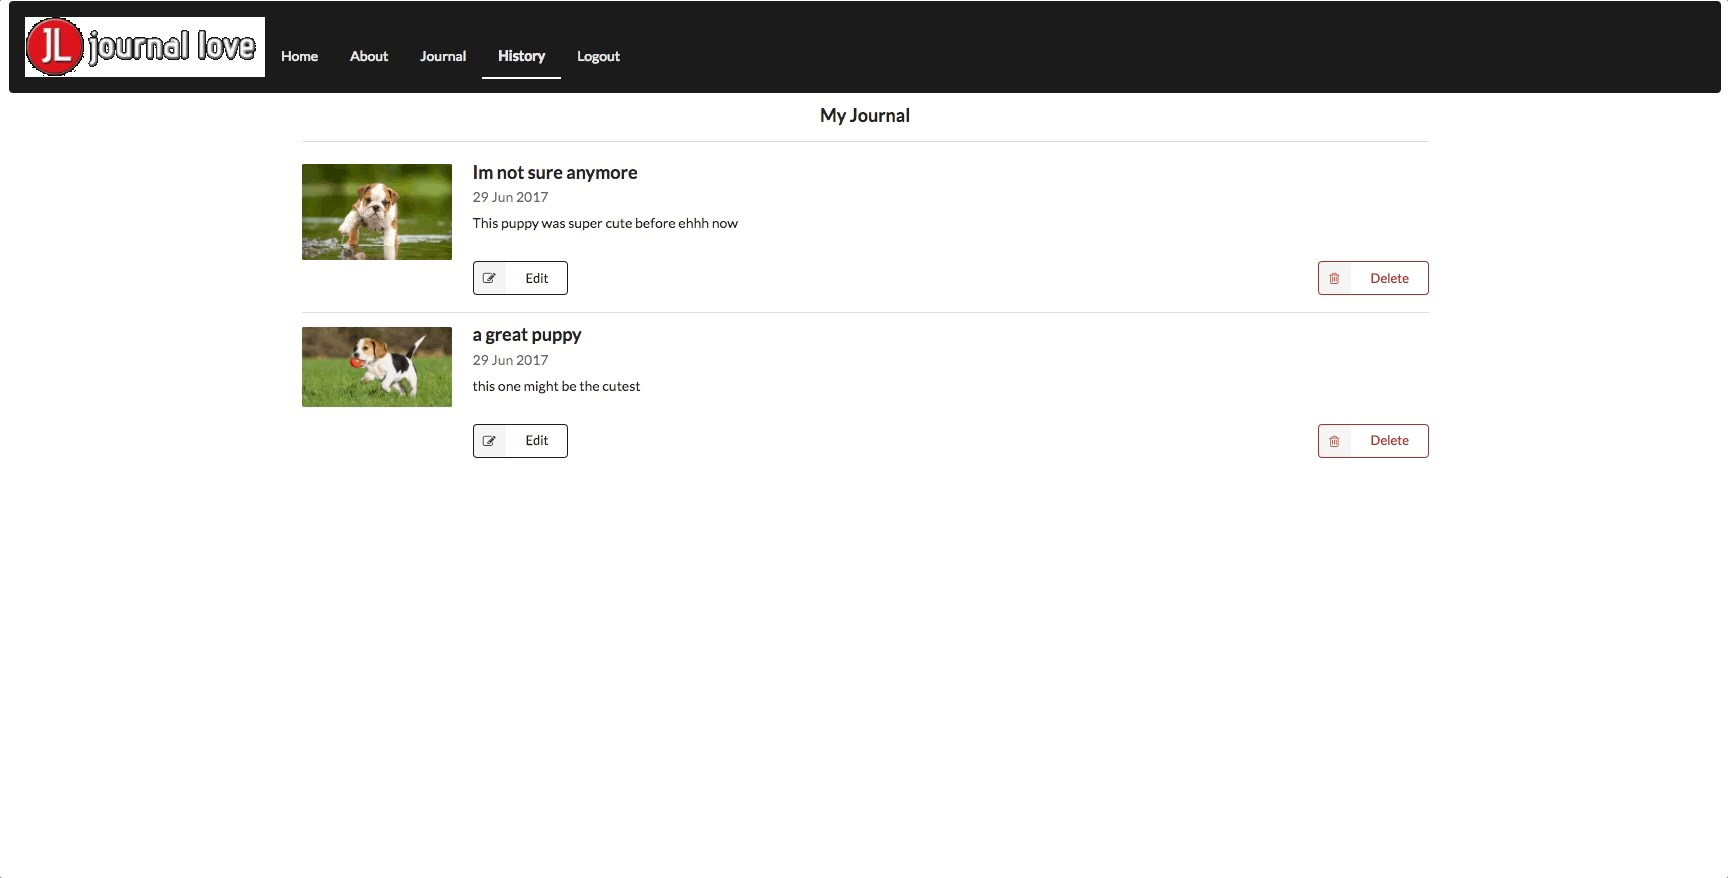 JL journal love
Home About Journal History Logout
My Journal
Im not sure anymore
29 Jun 2017
This puppy was super cute before ehhh now
Edit Delete
a great puppy
29 Jun 2017
this one might be the cutest
Edit Delete